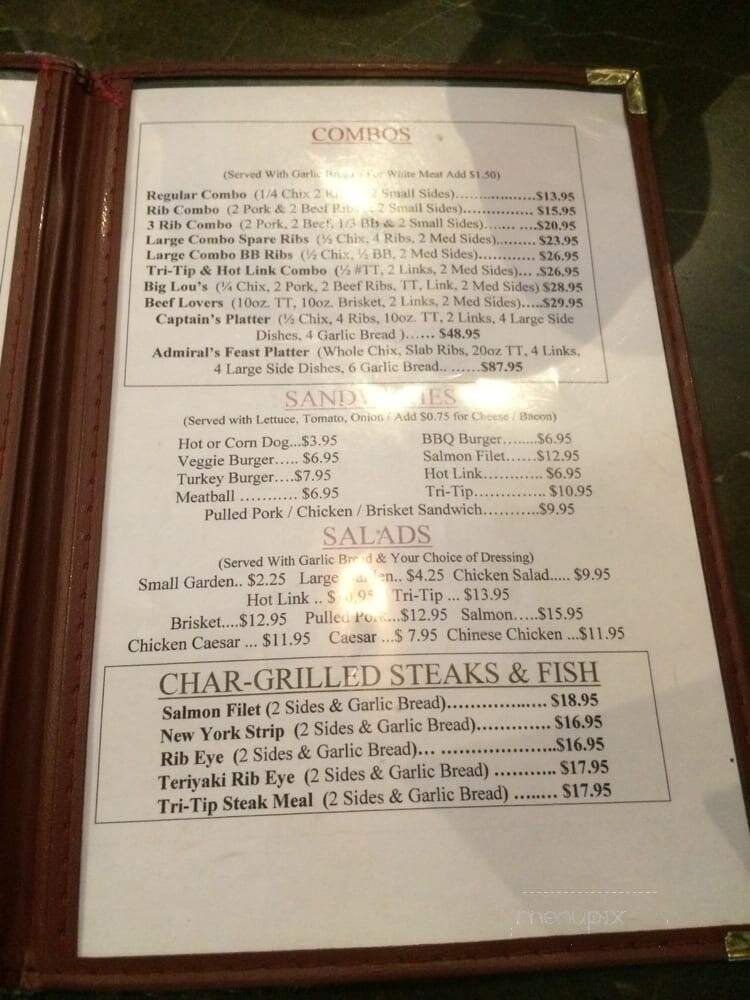 COMBOS
(Served With Garlic For White Meat Add $1.50)
Regular Combo (1/4 Chix 2 2 Small Sides)................$13.95
Rib Combo (2 Pork & 2 Beef Ribs 2 Small Sides)................ $15.95
3 Rib Combo (2 Pork, 2 Beef, 1/3 BB & 2 Small Sides)...... ....$20.95
Large Combo Spare Ribs (½ Chix, 4 Ribs, 2 Med Sides)......... $23.95
Large Combo BB Ribs (½ Chix, ½ BB, 2 Med Sides)............ $26.95
Tri-Tip & Hot Link Combo (½ #TT, 2 Links, 2 Med Sides)... .$26.95
Big Lou's (¼ Chix, 2 Pork, 2 Beef Ribs, TT, Link, 2 Med Sides) $28.95
Beef Lovers (10oz. TT, 10oz. Brisket, 2 Links, 2 Med Sides).....$29.95
Captain's Platter (½ Chix, 4 Ribs, 10oz. TT, 2 Links, 4 Large Side
Dishes, 4 Garlic Bread )...... $48.95
Admiral's Feast Platter (Whole Chix, Slab Ribs, 20oz TT, 4 Links,
4 Large Side Dishes, 6 Garlic Bread.. ......$87.95
(Served with Lettuce, Tomato, Onion / Add $0.75 for Cheese / Bacon)
Hot or Corn Dog...$3.95 BBQ Burger........$6.95
Veggie Burger..... $6.95 Salmon Filet......$12.95
Turkey Burger....$7.95 Hot Link............ $6.95
Meatball ........... $6.95 Tri-Tip.............. $10.95
Pulled Pork / Chicken / Brisket Sandwich...........$9.95
SALADS
(Served With Garlic Bread & Your Choice of Dressing)
Small Garden.. $2.25 Large Garden.. $4.25 Chicken Salad..... $9.95
Hot Link .. Tri-Tip ... $13.95
Brisket....$12.95 Pulled Pork...$12.95 Salmon.....$15.95
Chicken Caesar ... $11.95 Caesar ...$ 7.95 Chinese Chicken ...$11.95
CHAR-GRILLED STEAKS & FISH
Salmon Filet (2 Sides & Garlic Bread).................. $18.95
New York Strip (2 Sides & Garlic Bread)............. $16.95
Rib Eye (2 Sides & Garlic Bread)... ....................$16.95
Teriyaki Rib Eye (2 Sides & Garlic Bread) ........... $17.95
Tri-Tip Steak Meal (2 Sides & Garlic Bread) ........ $17.95
menupix